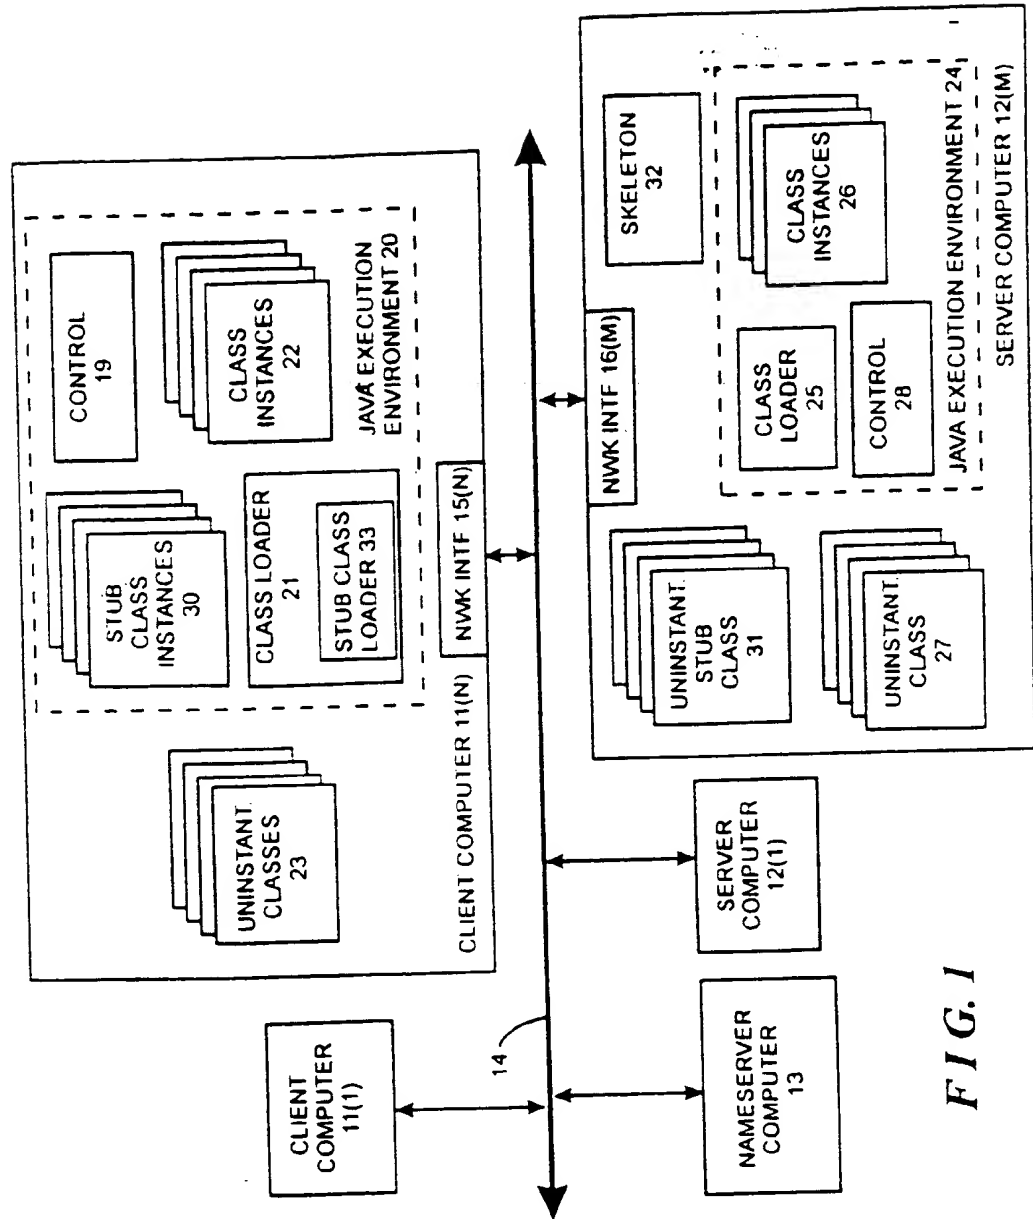 CLIENT
COMPUTER
11(1)
UNINSTANT.
CLASSES
23
STUB
CLASS
INSTANCES
30
CONTROL
19
CLASS LOADER
21
STUB CLASS
LOADER 33
CLASS
INSTANCES
22
JAVA EXECUTION
ENVIRONMENT 20
CLIENT COMPUTER 11(N)
NWK INTF 15(N)
14
NAMESERVER
COMPUTER
13
SERVER
COMPUTER
12(1)
NWK INTF 16(M)
SKELETON
32
UNINSTANT.
STUB
CLASS
31
UNINSTANT.
CLASS
27
CLASS
LOADER
25
CLASS
INSTANCES
26
CONTROL
28
JAVA EXECUTION ENVIRONMENT 24
SERVER COMPUTER 12(M)
FIG. 1